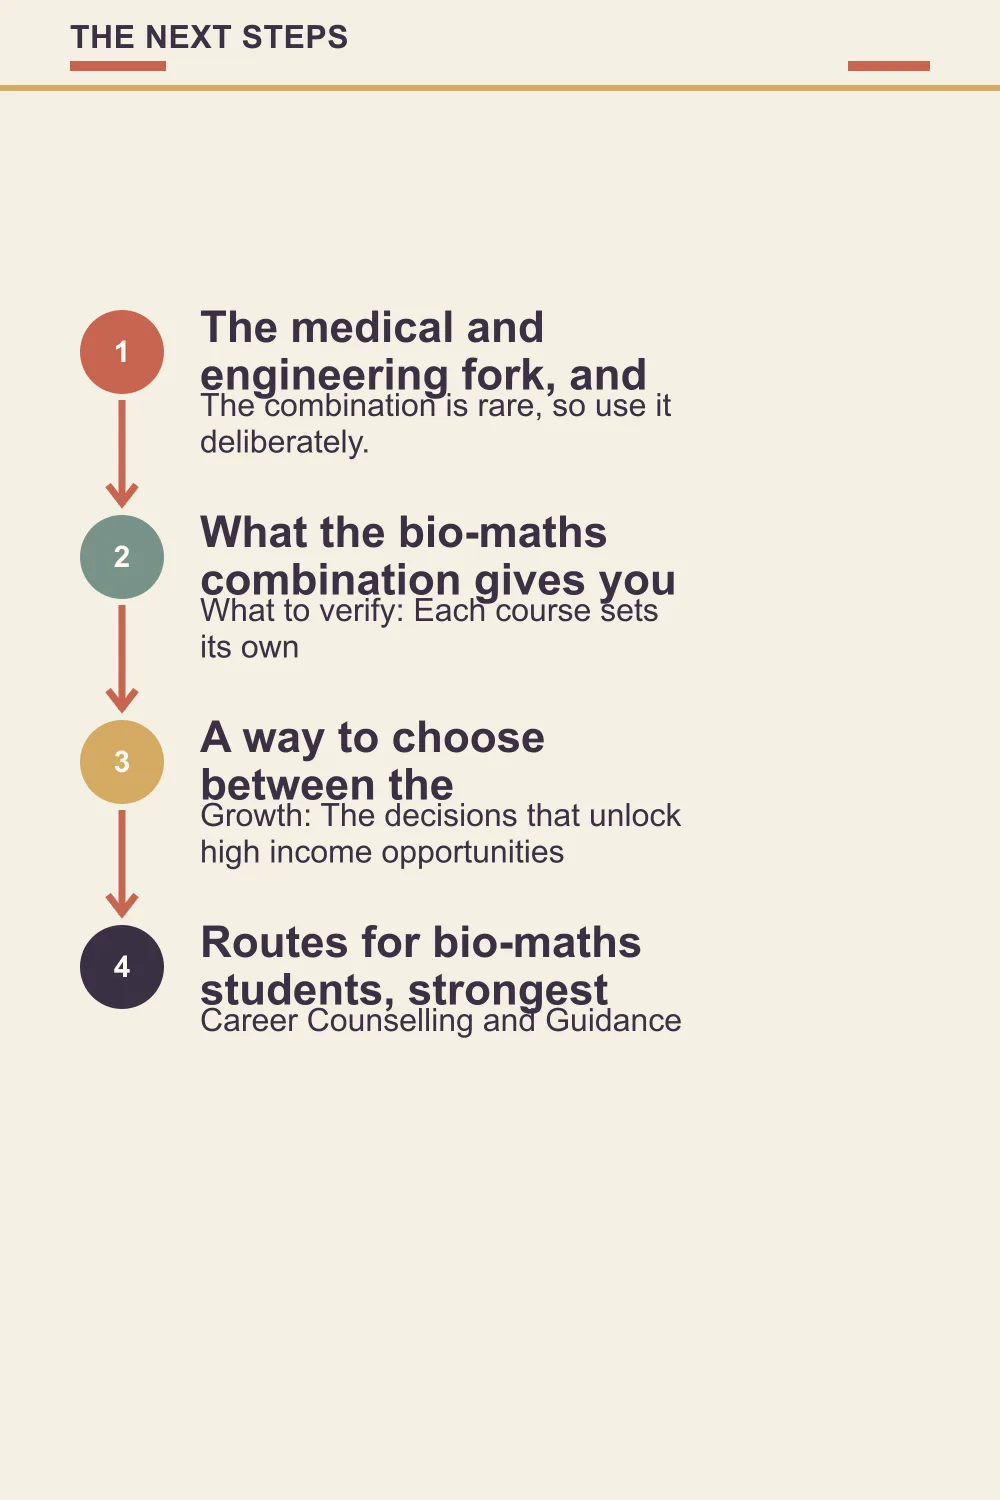 THE NEXT STEPS
1
The medical and
engineering fork, and
The combination is rare, so use it
deliberately.
2
What the bio-maths
combination gives you
What to verify: Each course sets
its own
3
A way to choose
between the
Growth: The decisions that unlock
high income opportunities
4
Routes for bio-maths
students, strongest
Career Counselling and Guidance